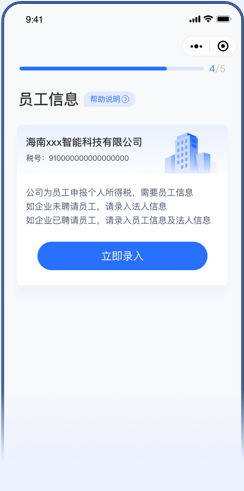 9:41
4/5
员工信息
帮助说明
海南xxx智能科技有限公司
税号：910000000000000000
公司为员工申报个人所得税，需要员工信息
如企业未聘请员工，请录入法人信息
如企业已聘请员工，请录入员工信息及法人信息
立即录入